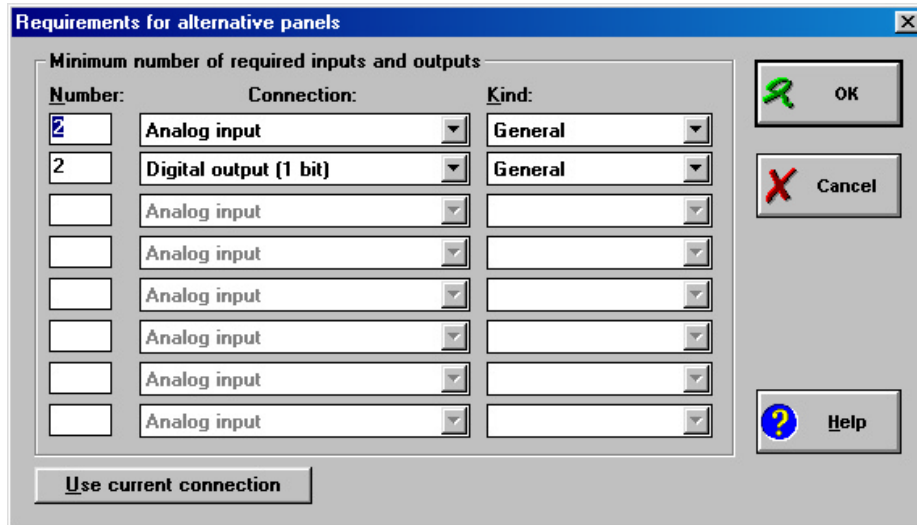 Requirements for alternative panels
Minimum number of required inputs and outputs
Number: Connection: Kind:
2 Analog input General
2 Digital output (1 bit) General
Analog input
Analog input
Analog input
Analog input
Analog input
Analog input
OK
Cancel
Help
Use current connection